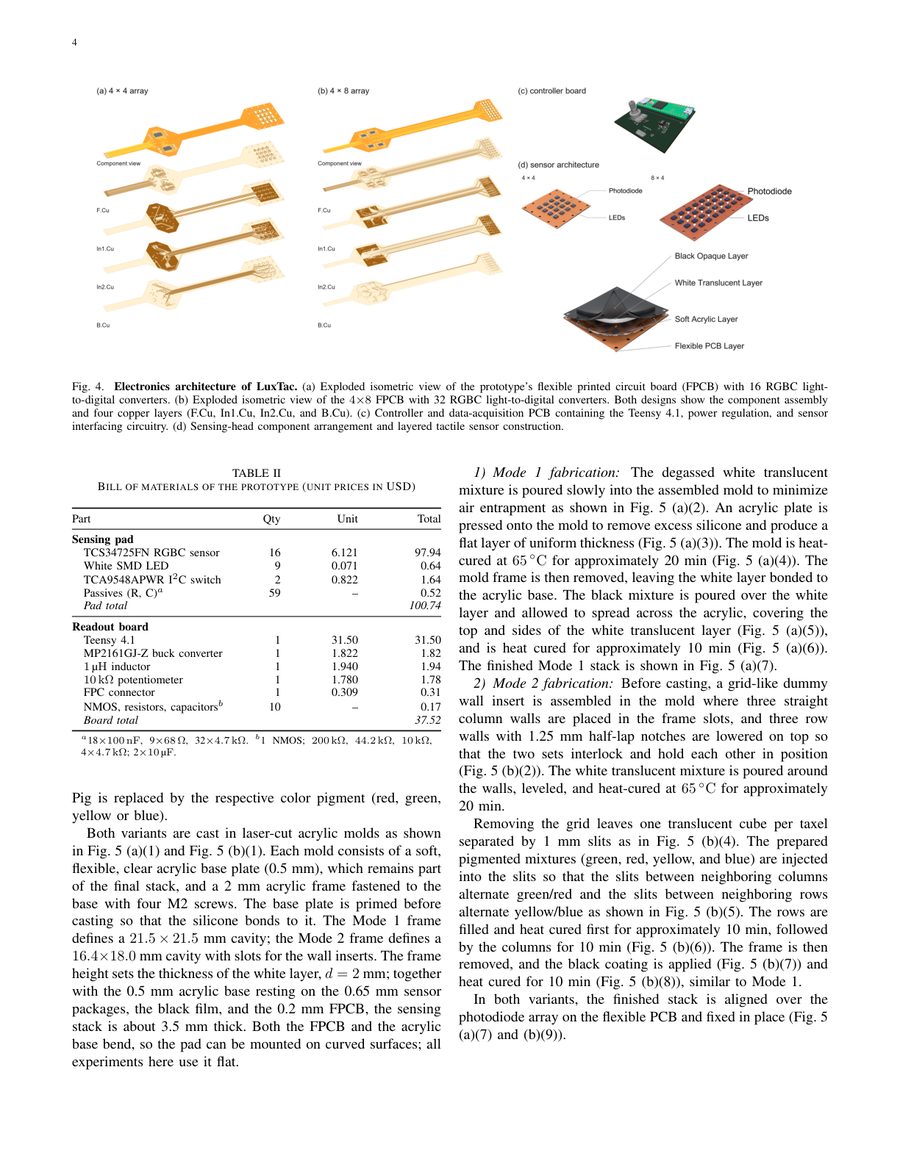 4
(a) 4 × 4 array
Component view
F.Cu
In1.Cu
In2.Cu
B.Cu
(b) 4 × 8 array
Component view
F.Cu
In1.Cu
In2.Cu
B.Cu
(c) controller board
(d) sensor architecture
4 × 4
8 × 4
Photodiode
LEDs
Photodiode
LEDs
Black Opaque Layer
White Translucent Layer
Soft Acrylic Layer
Flexible PCB Layer
Fig. 4. Electronics architecture of LuxTac. (a) Exploded isometric view of the prototype's flexible printed circuit board (FPCB) with 16 RGBC light-
to-digital converters. (b) Exploded isometric view of the 4×8 FPCB with 32 RGBC light-to-digital converters. Both designs show the component assembly
and four copper layers (F.Cu, In1.Cu, In2.Cu, and B.Cu). (c) Controller and data-acquisition PCB containing the Teensy 4.1, power regulation, and sensor
interfacing circuitry. (d) Sensing-head component arrangement and layered tactile sensor construction.
TABLE II
BILL OF MATERIALS OF THE PROTOTYPE (UNIT PRICES IN USD)
Part Qty Unit Total
Sensing pad
TCS34725FN RGBC sensor 16 6.121 97.94
White SMD LED 9 0.071 0.64
TCA9548APWR I²C switch 2 0.822 1.64
Passives (R, C)ᵃ 59 – 0.52
Pad total 100.74
Readout board
Teensy 4.1 1 31.50 31.50
MP2161GJ-Z buck converter 1 1.822 1.82
1 µH inductor 1 1.940 1.94
10 kΩ potentiometer 1 1.780 1.78
FPC connector 1 0.309 0.31
NMOS, resistors, capacitorsᵇ 10 – 0.17
Board total 37.52
ᵃ18×100 nF, 9×68 Ω, 32×4.7 kΩ. ᵇ1 NMOS; 200 kΩ, 44.2 kΩ, 10 kΩ,
4×4.7 kΩ; 2×10 µF.
Pig is replaced by the respective color pigment (red, green,
yellow or blue).
Both variants are cast in laser-cut acrylic molds as shown
in Fig. 5 (a)(1) and Fig. 5 (b)(1). Each mold consists of a soft,
flexible, clear acrylic base plate (0.5 mm), which remains part
of the final stack, and a 2 mm acrylic frame fastened to the
base with four M2 screws. The base plate is primed before
casting so that the silicone bonds to it. The Mode 1 frame
defines a 21.5 × 21.5 mm cavity; the Mode 2 frame defines a
16.4×18.0 mm cavity with slots for the wall inserts. The frame
height sets the thickness of the white layer, d = 2 mm; together
with the 0.5 mm acrylic base resting on the 0.65 mm sensor
packages, the black film, and the 0.2 mm FPCB, the sensing
stack is about 3.5 mm thick. Both the FPCB and the acrylic
base bend, so the pad can be mounted on curved surfaces; all
experiments here use it flat.
1) Mode 1 fabrication: The degassed white translucent
mixture is poured slowly into the assembled mold to minimize
air entrapment as shown in Fig. 5 (a)(2). An acrylic plate is
pressed onto the mold to remove excess silicone and produce a
flat layer of uniform thickness (Fig. 5 (a)(3)). The mold is heat-
cured at 65 °C for approximately 20 min (Fig. 5 (a)(4)). The
mold frame is then removed, leaving the white layer bonded to
the acrylic base. The black mixture is poured over the white
layer and allowed to spread across the acrylic, covering the
top and sides of the white translucent layer (Fig. 5 (a)(5)),
and is heat cured for approximately 10 min (Fig. 5 (a)(6)).
The finished Mode 1 stack is shown in Fig. 5 (a)(7).
2) Mode 2 fabrication: Before casting, a grid-like dummy
wall insert is assembled in the mold where three straight
column walls are placed in the frame slots, and three row
walls with 1.25 mm half-lap notches are lowered on top so
that the two sets interlock and hold each other in position
(Fig. 5 (b)(2)). The white translucent mixture is poured around
the walls, leveled, and heat-cured at 65 °C for approximately
20 min.
Removing the grid leaves one translucent cube per taxel
separated by 1 mm slits as in Fig. 5 (b)(4). The prepared
pigmented mixtures (green, red, yellow, and blue) are injected
into the slits so that the slits between neighboring columns
alternate green/red and the slits between neighboring rows
alternate yellow/blue as shown in Fig. 5 (b)(5). The rows are
filled and heat cured first for approximately 10 min, followed
by the columns for 10 min (Fig. 5 (b)(6)). The frame is then
removed, and the black coating is applied (Fig. 5 (b)(7)) and
heat cured for 10 min (Fig. 5 (b)(8)), similar to Mode 1.
In both variants, the finished stack is aligned over the
photodiode array on the flexible PCB and fixed in place (Fig. 5
(a)(7) and (b)(9)).